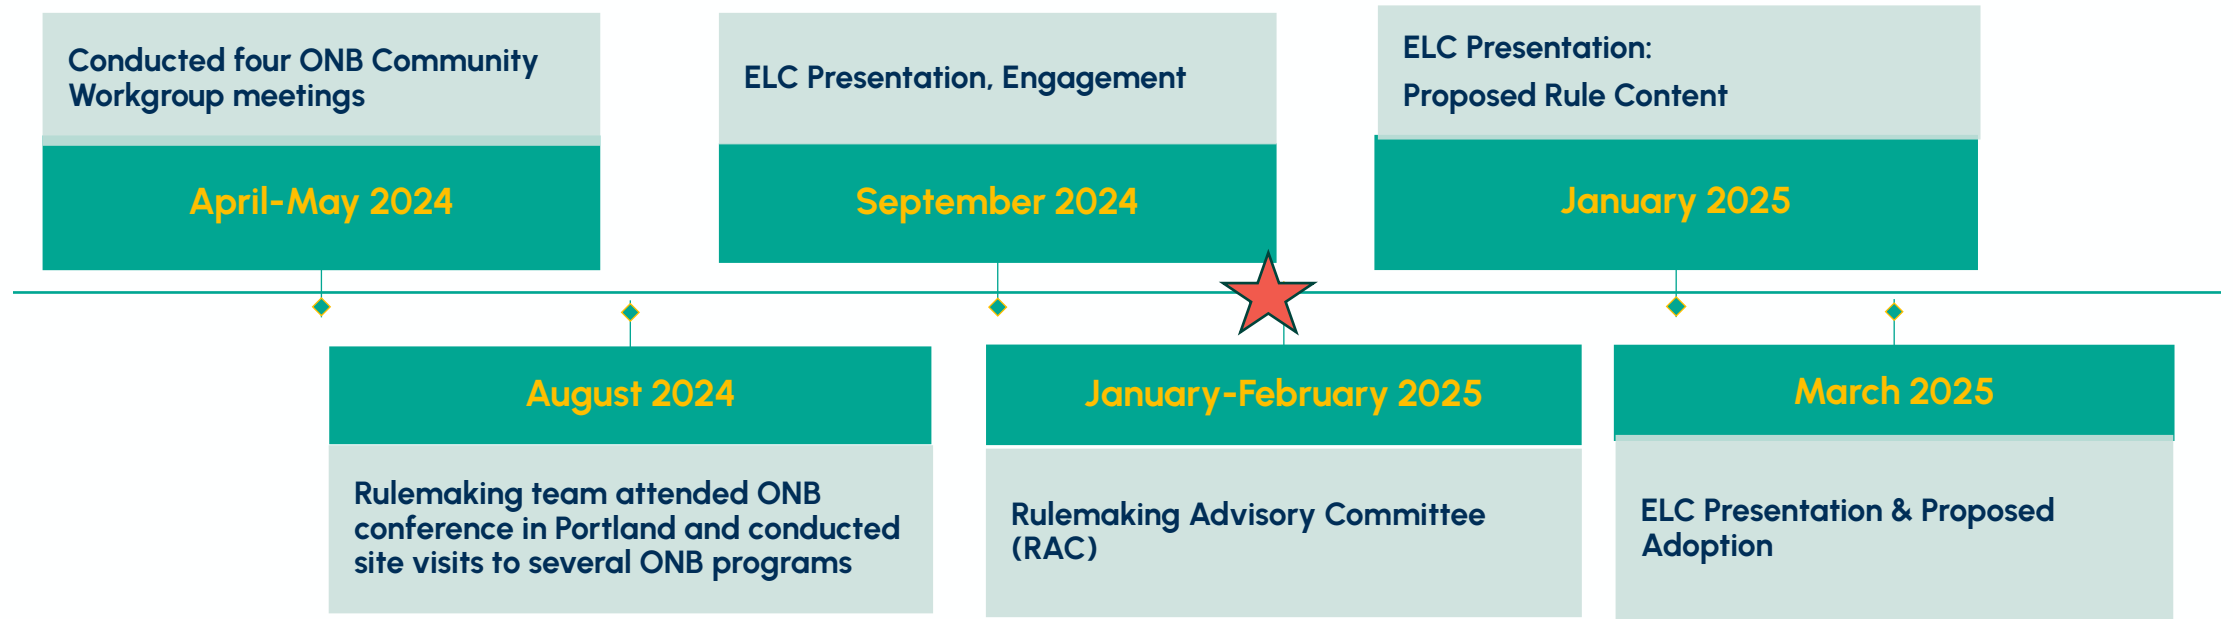 Conducted four ONB Community
Workgroup meetings
April-May 2024
August 2024
Rulemaking team attended ONB
conference in Portland and conducted
site visits to several ONB programs
ELC Presentation, Engagement
September 2024
January-February 2025
Rulemaking Advisory Committee
(RAC)
ELC Presentation:
Proposed Rule Content
January 2025
March 2025
ELC Presentation & Proposed
Adoption